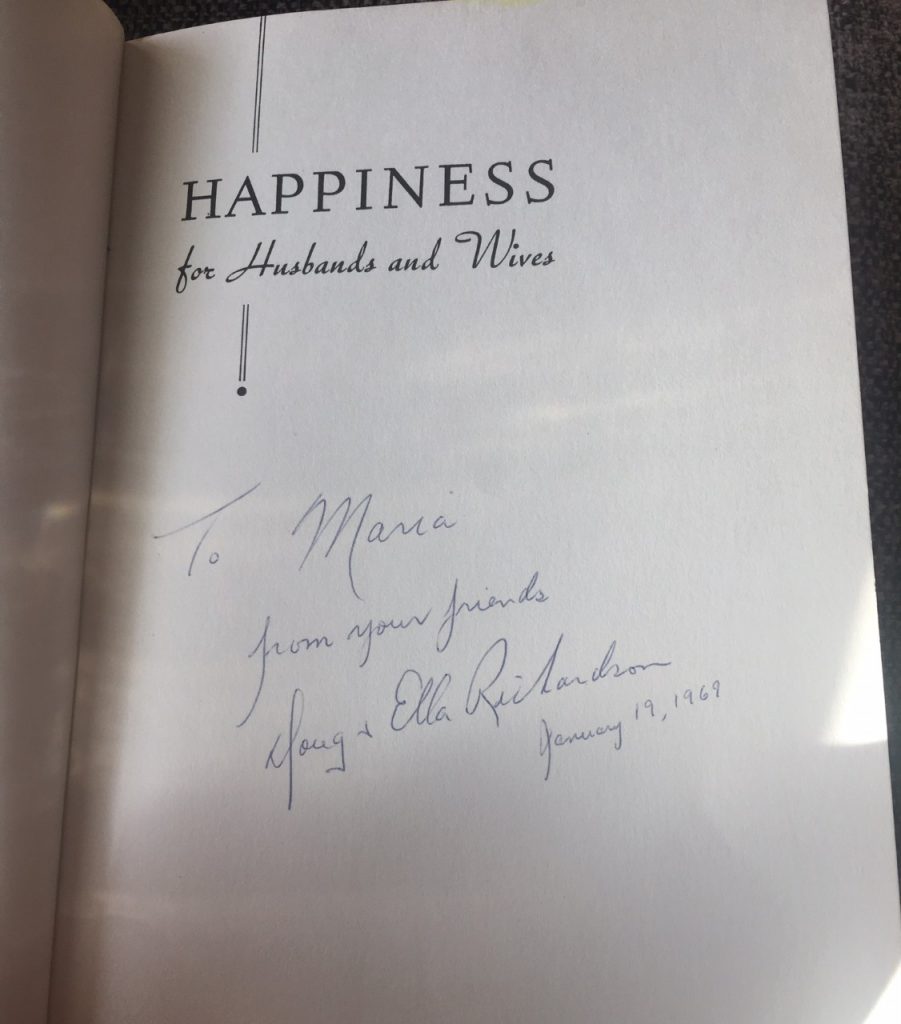 HAPPINESS
for Husbands and Wives
To Maria
from your friends
Doug & Ella Richardson
January 19, 1969